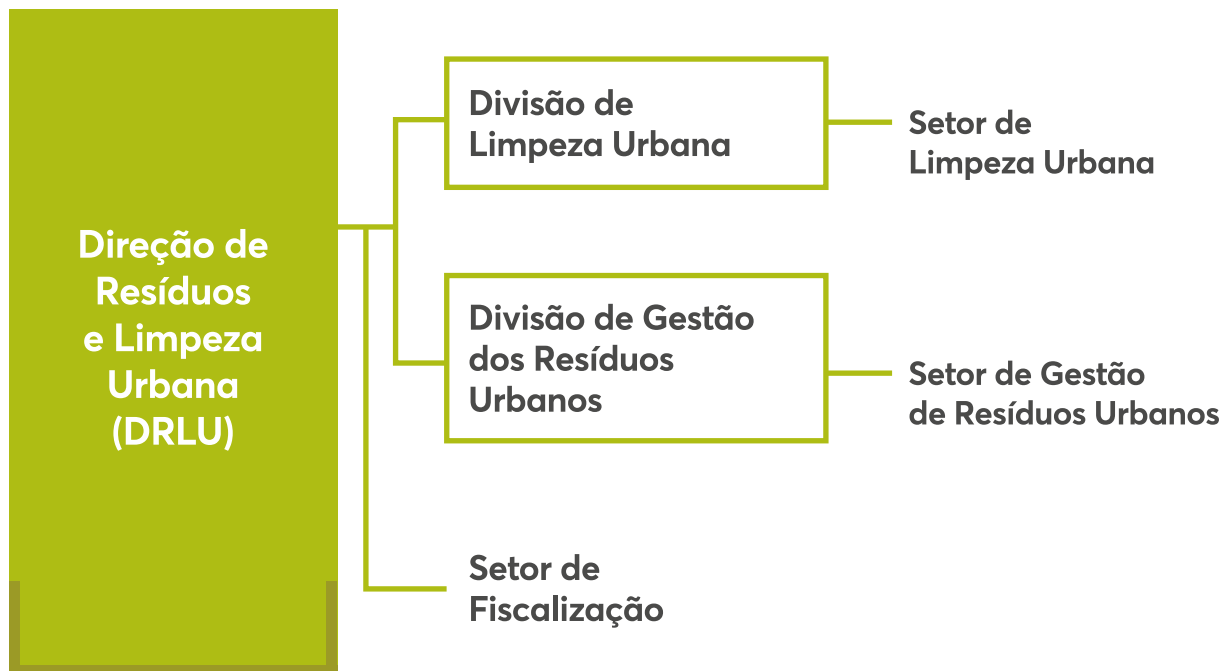 Direção de
Resíduos
e Limpeza
Urbana
(DRLU)
Divisão de
Limpeza Urbana
Setor de
Limpeza Urbana
Divisão de Gestão
dos Resíduos
Urbanos
Setor de Gestão
de Resíduos Urbanos
Setor de
Fiscalização